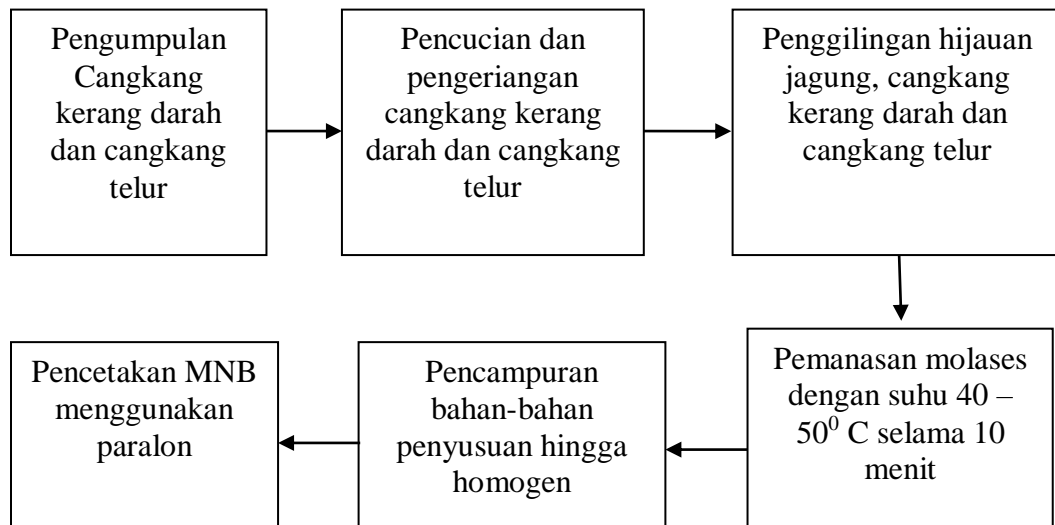 Pengumpulan
Cangkang
kerang darah
dan cangkang
telur
Pencucian dan
pengeriangan
cangkang kerang
darah dan cangkang
telur
Penggilingan hijauan
jagung, cangkang
kerang darah dan
cangkang telur
Pemanasan molases
dengan suhu 40 –
50⁰ C selama 10
menit
Pencampuran
bahan-bahan
penyusuan hingga
homogen
Pencetakan MNB
menggunakan
paralon